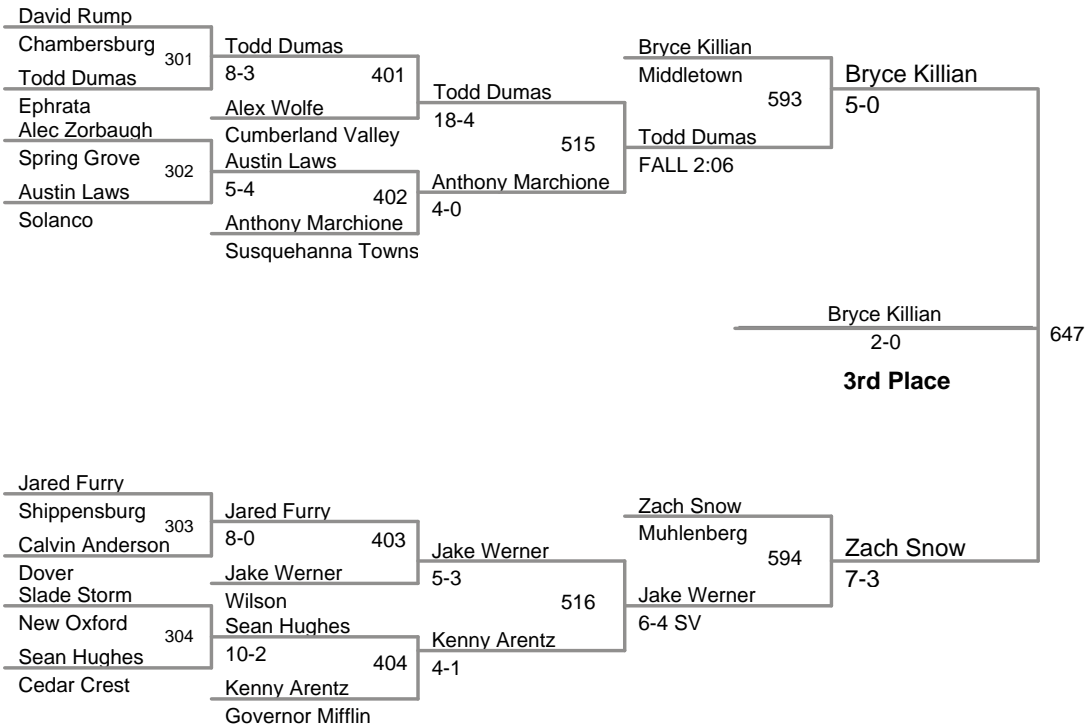 David Rump
Chambersburg
301
Todd Dumas
Ephrata
Alec Zorbaugh
Spring Grove
302
Austin Laws
Solanco
Todd Dumas
8-3
401
Alex Wolfe
Cumberland Valley
Austin Laws
5-4
402
Anthony Marchione
Susquehanna Towns
Todd Dumas
18-4
515
Anthony Marchione
4-0
Bryce Killian
Middletown
593
Todd Dumas
FALL 2:06
Bryce Killian
5-0
Bryce Killian
2-0
647
3rd Place
Jared Furry
Shippensburg
303
Calvin Anderson
Dover
Slade Storm
New Oxford
304
Sean Hughes
Cedar Crest
Jared Furry
8-0
403
Jake Werner
Wilson
Sean Hughes
10-2
404
Kenny Arentz
Governor Mifflin
Jake Werner
5-3
516
Kenny Arentz
4-1
Zach Snow
Muhlenberg
594
Jake Werner
6-4 SV
Zach Snow
7-3